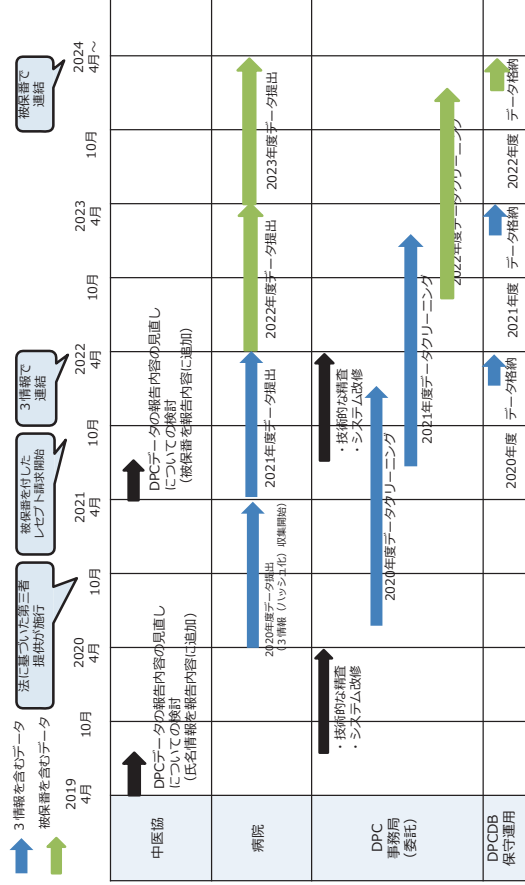 3情報を含むデータ
被保番を含むデータ
法に基づいた第三者
提供が施行
被保番を付した
レセプト請求開始
3情報で
連結
被保番で
連結
2019
4月
10月
2020
4月
10月
2021
4月
10月
2022
4月
10月
2023
4月
10月
2024
4月～
中医協
DPCデータの報告内容の見直し
についての検討
（氏名情報を報告内容に追加）
DPCデータの報告内容の見直し
についての検討
（被保番を報告内容に追加）
病院
2020年度データ提出
（３情報（ハッシュ化）収集開始）
2021年度データ提出
2022年度データ提出
2023年度データ提出
DPC
事務局
（委託）
・技術的な精査
・システム改修
・技術的な精査
・システム改修
2020年度データクリーニング
2021年度データクリーニング
2022年度データクリーニング
DPCDB
保守運用
2020年度　データ格納
2021年度　データ格納
2022年度　データ格納